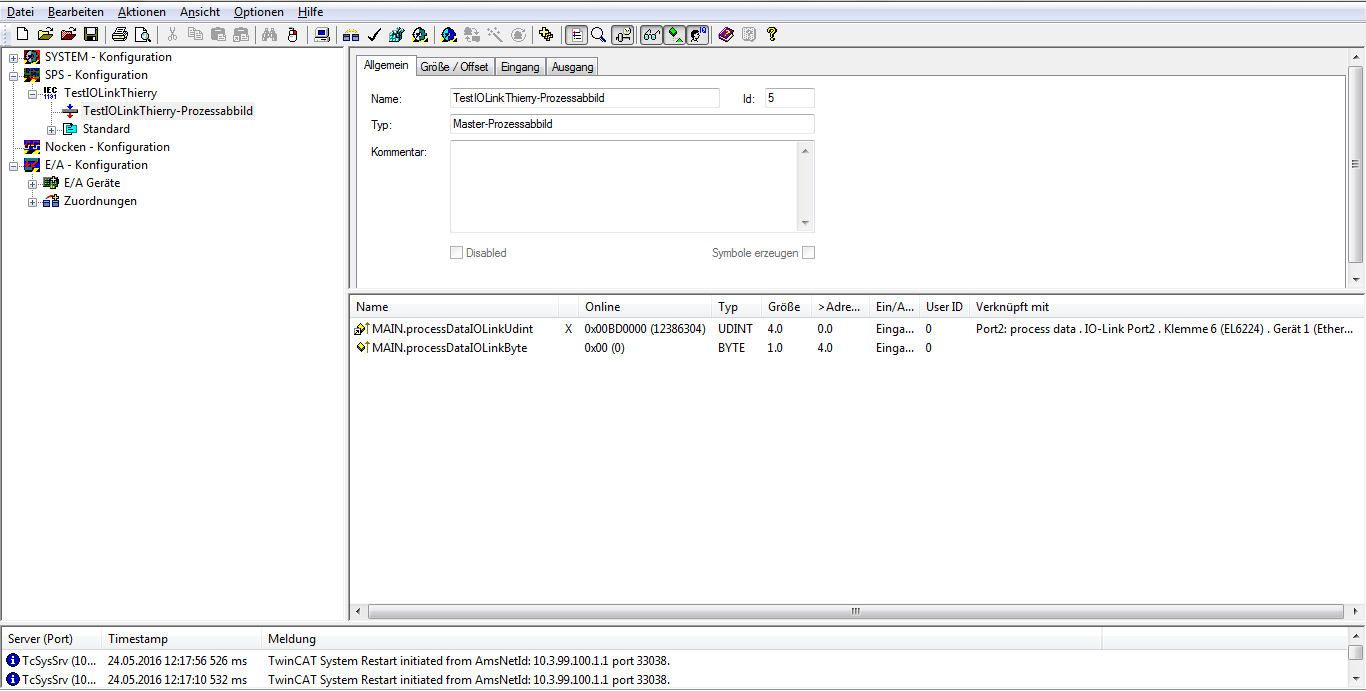 Datei Bearbeiten Aktionen Ansicht Optionen Hilfe
SYSTEM - Konfiguration
SPS - Konfiguration
IEC 1131 TestIOLinkThierry
TestIOLinkThierry-Prozessabbild
Standard
Nocken - Konfiguration
E/A - Konfiguration
E/A Geräte
Zuordnungen
Allgemein Größe / Offset Eingang Ausgang
Name: TestIOLinkThierry-Prozessabbild Id: 5
Typ: Master-Prozessabbild
Kommentar:
Disabled Symbole erzeugen
Name Online Typ Größe >Adre... Ein/A... User ID Verknüpft mit
MAIN.processDataIOLinkUdint X 0x00BD0000 (12386304) UDINT 4.0 0.0 Einga... 0 Port2: process data . IO-Link Port2 . Klemme 6 (EL6224) . Gerät 1 (Ether...
MAIN.processDataIOLinkByte 0x00 (0) BYTE 1.0 4.0 Einga... 0
Server (Port) Timestamp Meldung
TcSysSrv (10... 24.05.2016 12:17:56 526 ms TwinCAT System Restart initiated from AmsNetId: 10.3.99.100.1.1 port 33038.
TcSysSrv (10... 24.05.2016 12:17:10 532 ms TwinCAT System Restart initiated from AmsNetId: 10.3.99.100.1.1 port 33038.